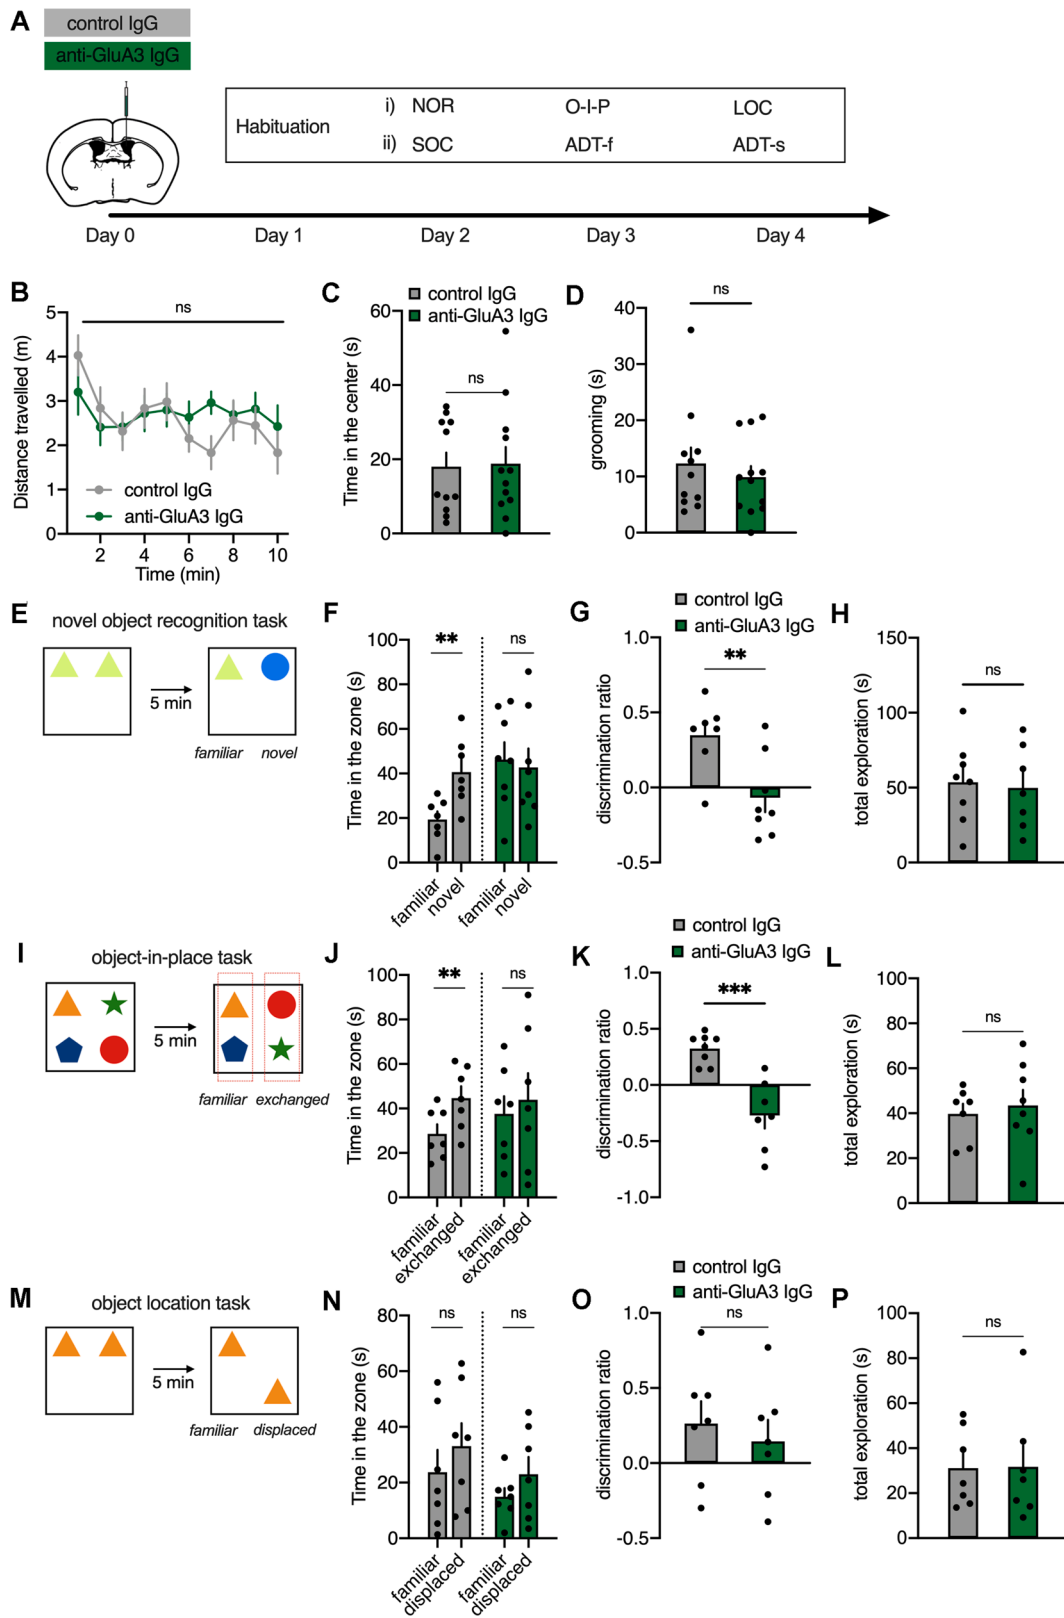 A
control IgG
anti-GluA3 IgG
Habituation
i) NOR O-I-P LOC
ii) SOC ADT-f ADT-s
Day 0 Day 1 Day 2 Day 3 Day 4
B
ns
Distance travelled (m)
5
4
3
2
1
0
control IgG
anti-GluA3 IgG
2 4 6 8 10
Time (min)
C
control IgG
anti-GluA3 IgG
ns
Time in the center (s)
60
40
20
0
D
ns
grooming (s)
40
30
20
10
0
E
novel object recognition task
5 min
familiar novel
F
** ns
Time in the zone (s)
100
80
60
40
20
0
familiar novel familiar novel
G
control IgG
anti-GluA3 IgG
**
discrimination ratio
1.0
0.5
0.0
-0.5
H
ns
total exploration (s)
150
100
50
0
I
object-in-place task
5 min
familiar exchanged
J
** ns
Time in the zone (s)
100
80
60
40
20
0
familiar exchanged familiar exchanged
K
control IgG
anti-GluA3 IgG
***
discrimination ratio
1.0
0.5
0.0
-0.5
-1.0
L
ns
total exploration (s)
100
80
60
40
20
0
M
object location task
5 min
familiar displaced
N
ns ns
Time in the zone (s)
80
60
40
20
0
familiar displaced familiar displaced
O
control IgG
anti-GluA3 IgG
ns
discrimination ratio
1.0
0.5
0.0
-0.5
P
ns
total exploration (s)
100
80
60
40
20
0